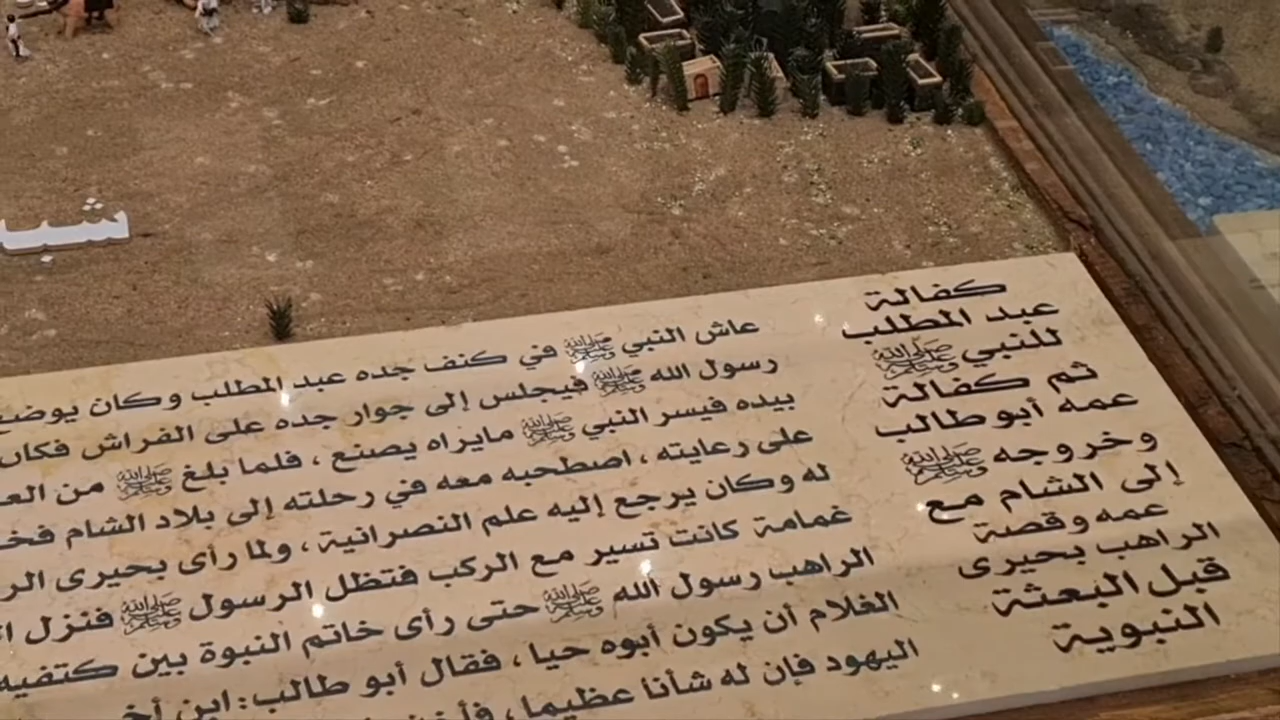 شبـ
كفالة
عبد المطلب
للنبي ﷺ
ثم كفالة
عمه أبو طالب
وخروجه ﷺ
إلى الشام مع
عمه وقصة
الراهب بحيرى
قبل البعثة
النبوية
عاش النبي ﷺ في كنف جده عبد المطلب وكان يوضع
رسول الله ﷺ فيجلس إلى جوار جده على الفراش فكان
بيده فيسر النبي ﷺ مايراه يصنع ، فلما بلغ ﷺ من
على رعايته ، اصطحبه معه في رحلته إلى بلاد الشام
له وكان يرجع إليه علم النصرانية ، ولما رأى بحيرى
غمامة كانت تسير مع الركب فتظل الرسول ﷺ فنزل
الراهب رسول الله ﷺ حتى رأى خاتم النبوة بين كتفيه
الغلام أن يكون أبوه حيا ، فقال أبو طالب : ابن
اليهود فإن له شأنا عظيما ،